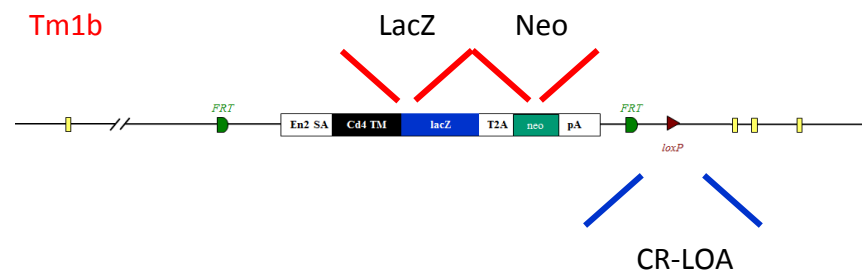 Tm1b LacZ Neo
FRT FRT
En2 SA Cd4 TM lacZ T2A neo pA
loxP
CR-LOA